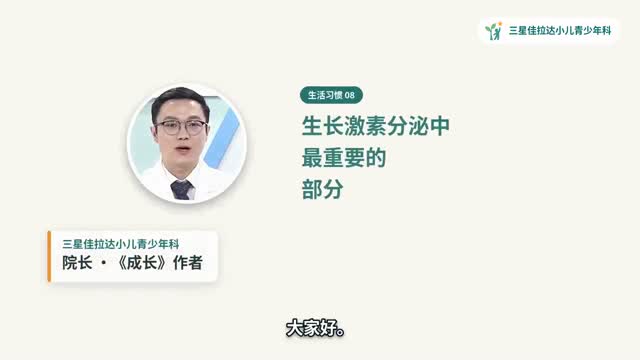 三星佳拉达小儿青少年科
生活习惯 08
生长激素分泌中
最重要的
部分
三星佳拉达小儿青少年科
院长 ·《成长》作者
大家好。